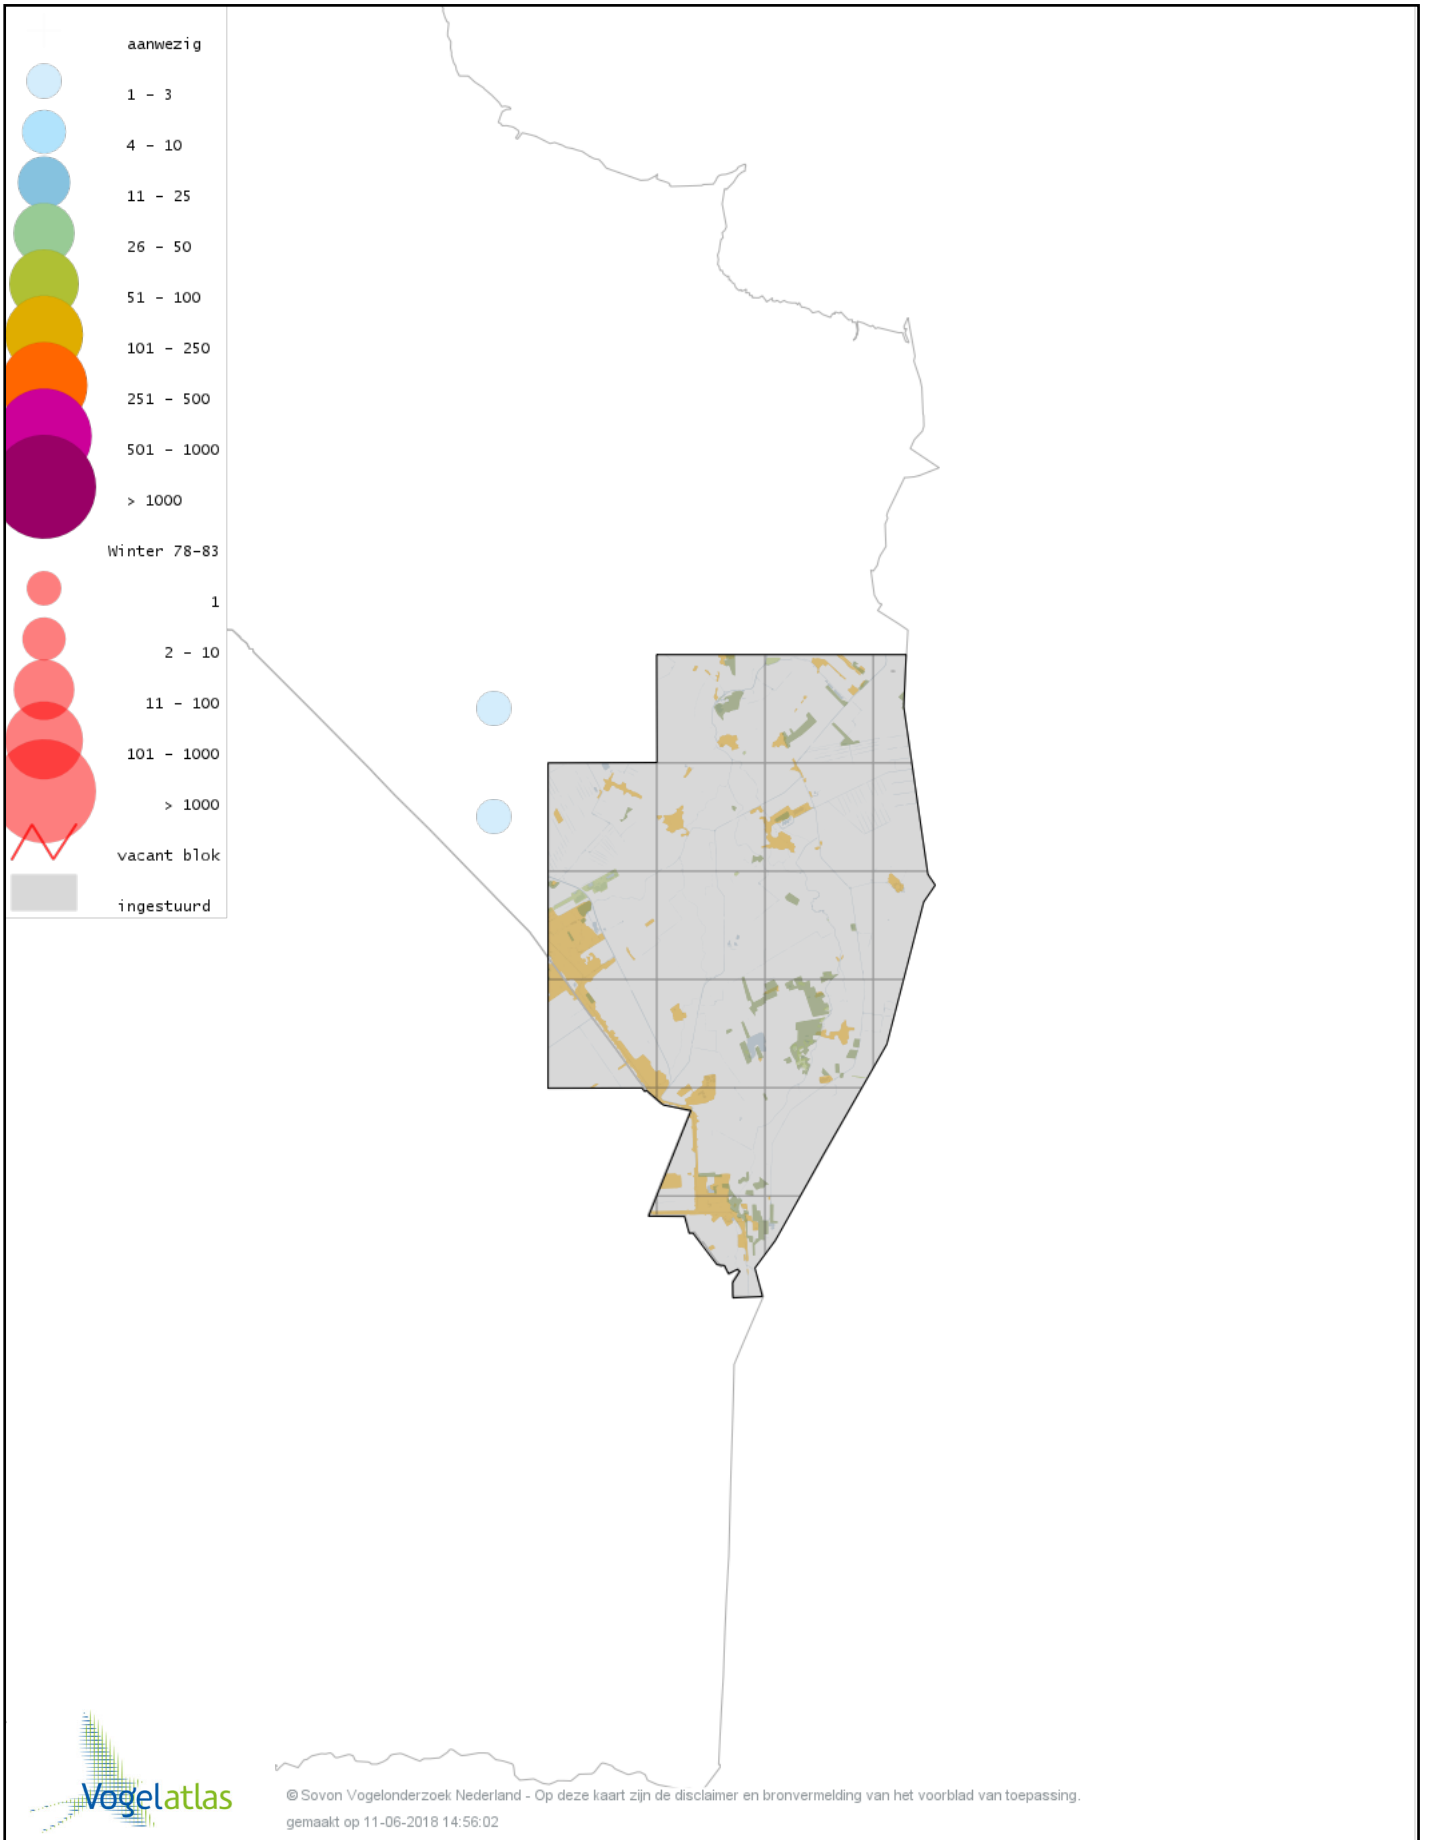 aanwezig
1 - 3
4 - 10
11 - 25
26 - 50
51 - 100
101 - 250
251 - 500
501 - 1000
> 1000
Winter 78-83
1
2 - 10
11 - 100
101 - 1000
> 1000
vacant blok
ingestuurd
Vogelatlas
© Sovon Vogelonderzoek Nederland - Op deze kaart zijn de disclaimer en bronvermelding van het voorblad van toepassing.
gemaakt op 11-06-2018 14:56:02